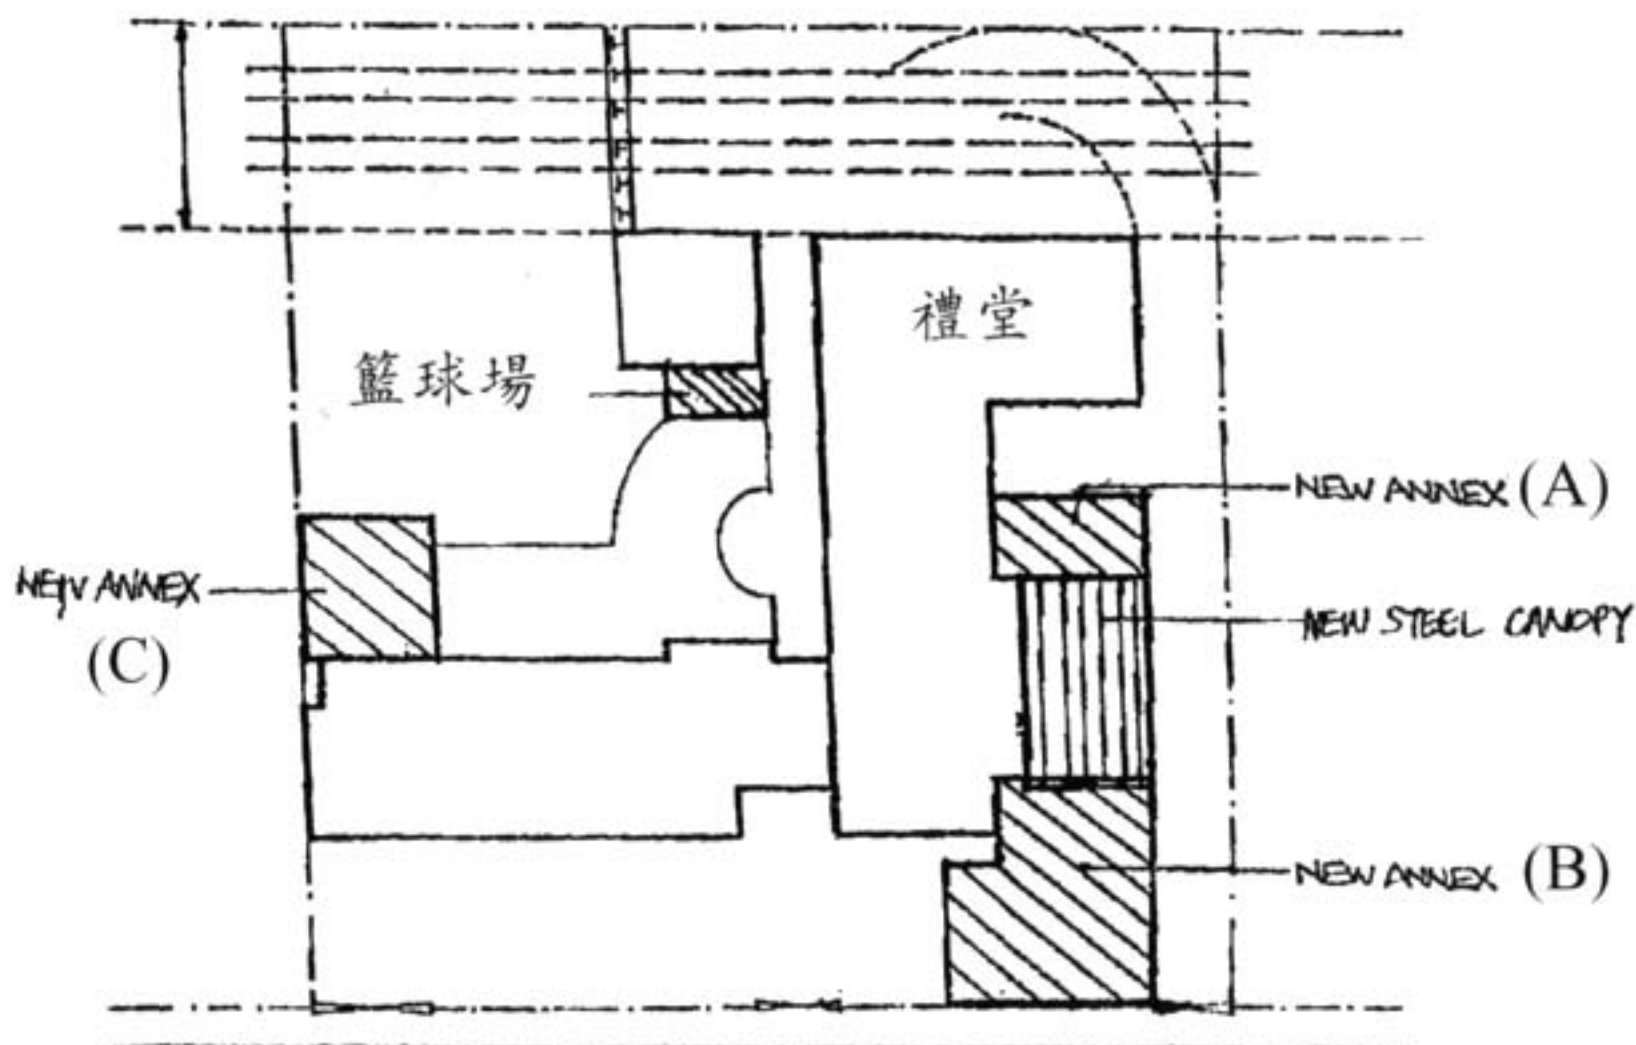 禮堂
籃球場
NEW ANNEX (A)
NEW ANNEX
(C)
NEW STEEL CANOPY
NEW ANNEX (B)